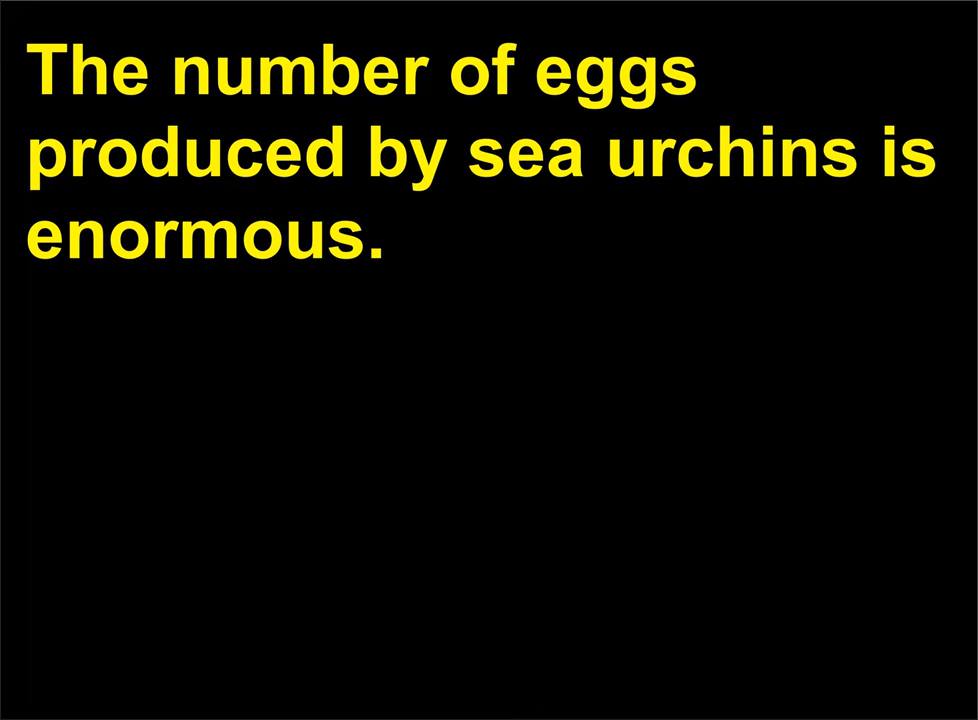 The number of eggs
produced by sea urchins is
enormous.